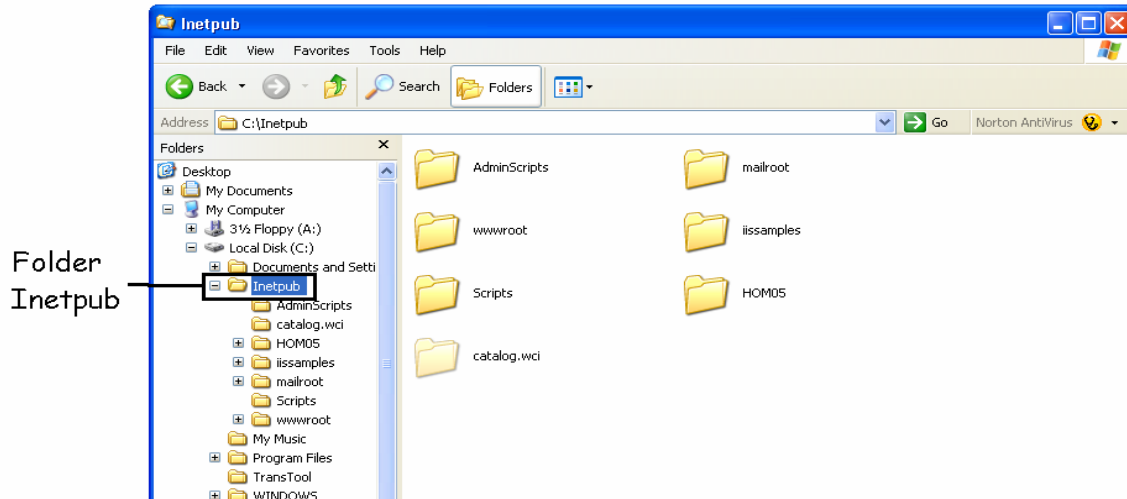 Inetpub
File Edit View Favorites Tools Help
Back Search Folders
Address C:\Inetpub Go Norton AntiVirus
Folders
Desktop
My Documents
My Computer
3½ Floppy (A:)
Local Disk (C:)
Documents and Setti
Inetpub
AdminScripts
catalog.wci
HOM05
iissamples
mailroot
Scripts
wwwroot
My Music
Program Files
TransTool
WINDOWS
Folder
Inetpub
AdminScripts mailroot
wwwroot iissamples
Scripts HOM05
catalog.wci